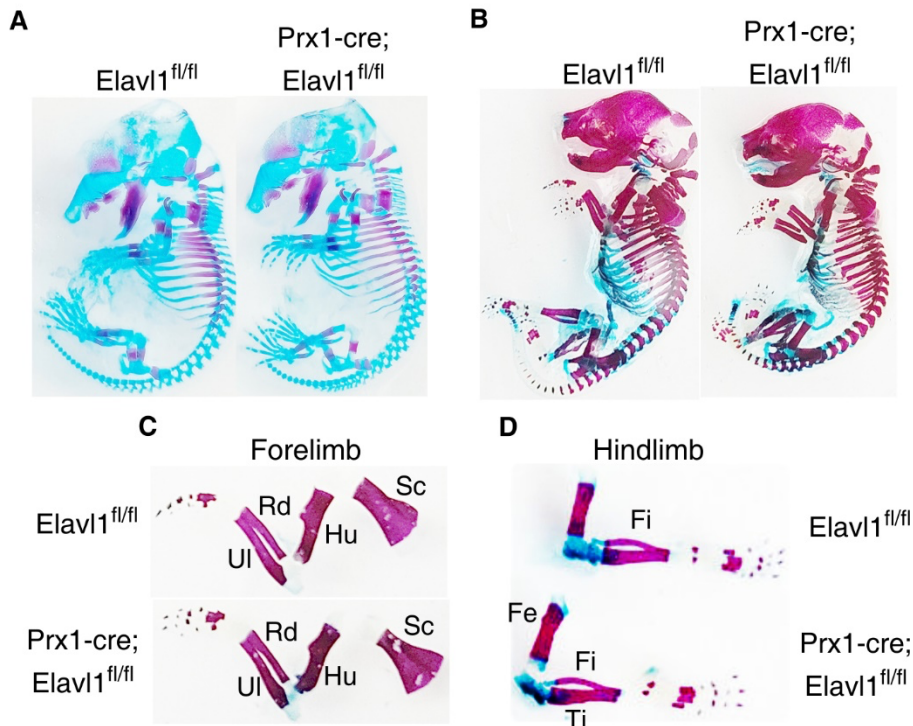 A
Elavl1fl/fl
Prx1-cre;
Elavl1fl/fl
B
Elavl1fl/fl
Prx1-cre;
Elavl1fl/fl
C
Forelimb
Elavl1fl/fl
Rd
Ul
Hu
Sc
Prx1-cre;
Elavl1fl/fl
Rd
Ul
Hu
Sc
D
Hindlimb
Fi
Elavl1fl/fl
Fe
Fi
Ti
Prx1-cre;
Elavl1fl/fl